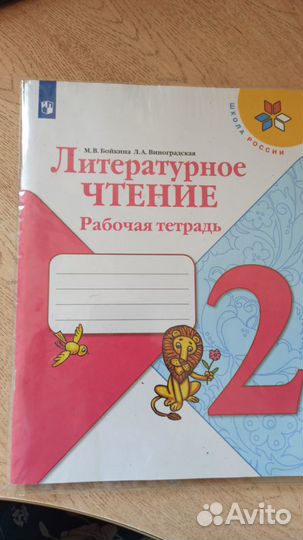 ШКОЛА РОССИИ
М. В. Бойкина Л. А. Виноградская
Литературное
ЧТЕНИЕ
Рабочая тетрадь
2
Avito